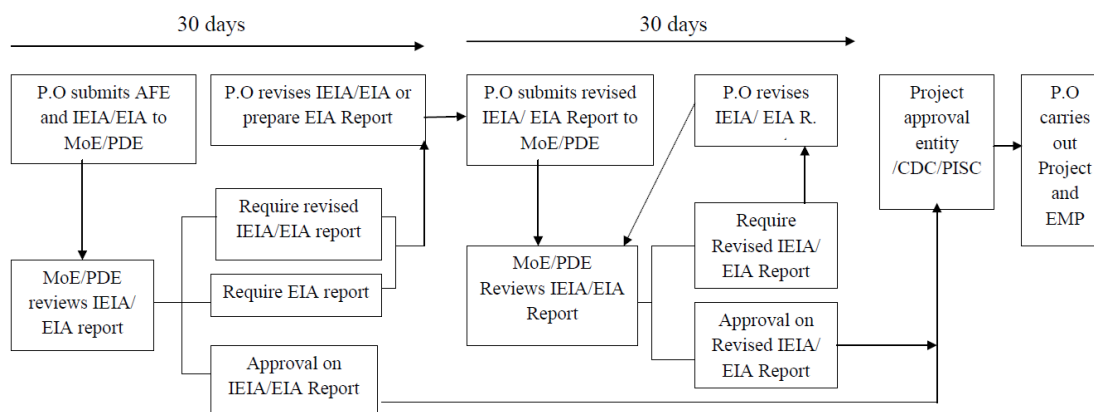 30 days
30 days
P.O submits AFE
and IEIA/EIA to
MoE/PDE
P.O revises IEIA/EIA or
prepare EIA Report
P.O submits revised
IEIA/ EIA Report to
MoE/PDE
P.O revises
IEIA/ EIA R.
.
Project
approval
entity
/CDC/PISC
P.O
carries
out
Project
and
EMP
Require revised
IEIA/EIA report
Require
Revised IEIA/
EIA Report
MoE/PDE
reviews IEIA/
EIA report
Require EIA report
MoE/PDE
Reviews IEIA/EIA
Report
Approval on
IEIA/EIA Report
Approval on
Revised IEIA/
EIA Report